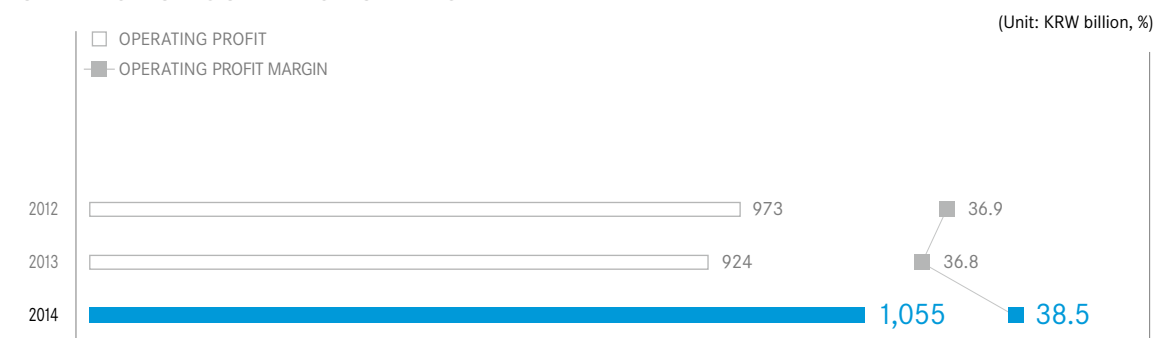 (Unit: KRW billion, %)
OPERATING PROFIT
OPERATING PROFIT MARGIN
2012 973 36.9
2013 924 36.8
2014 1,055 38.5